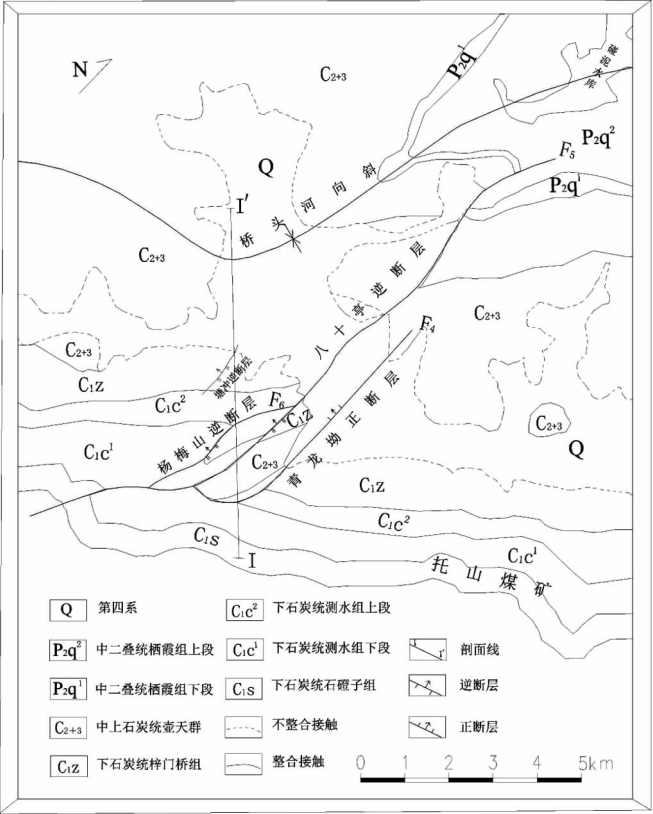 N
C₂₊₃
P₂q¹
碰泥水库
P₂q²
F₅
P₂q¹
Q
I′
桥头河向斜
C₂₊₃
八十亭逆断层
C₂₊₃
F₄
C₂₊₃
C₁z
塘冲逆断层
C₁c²
F₆
C₁z
杨梅山逆断层
C₁c¹
C₂₊₃
青龙坳正断层
C₂₊₃
Q
C₁z
C₁c²
C₁s
I
C₁c¹
托山煤矿
Q 第四系
C₁c² 下石炭统测水组上段
P₂q² 中二叠统栖霞组上段
C₁c¹ 下石炭统测水组下段
I I′ 剖面线
P₂q¹ 中二叠统栖霞组下段
C₁s 下石炭统石磴子组
逆断层
C₂₊₃ 中上石炭统壶天群
不整合接触
正断层
C₁z 下石炭统梓门桥组
整合接触
0 1 2 3 4 5km